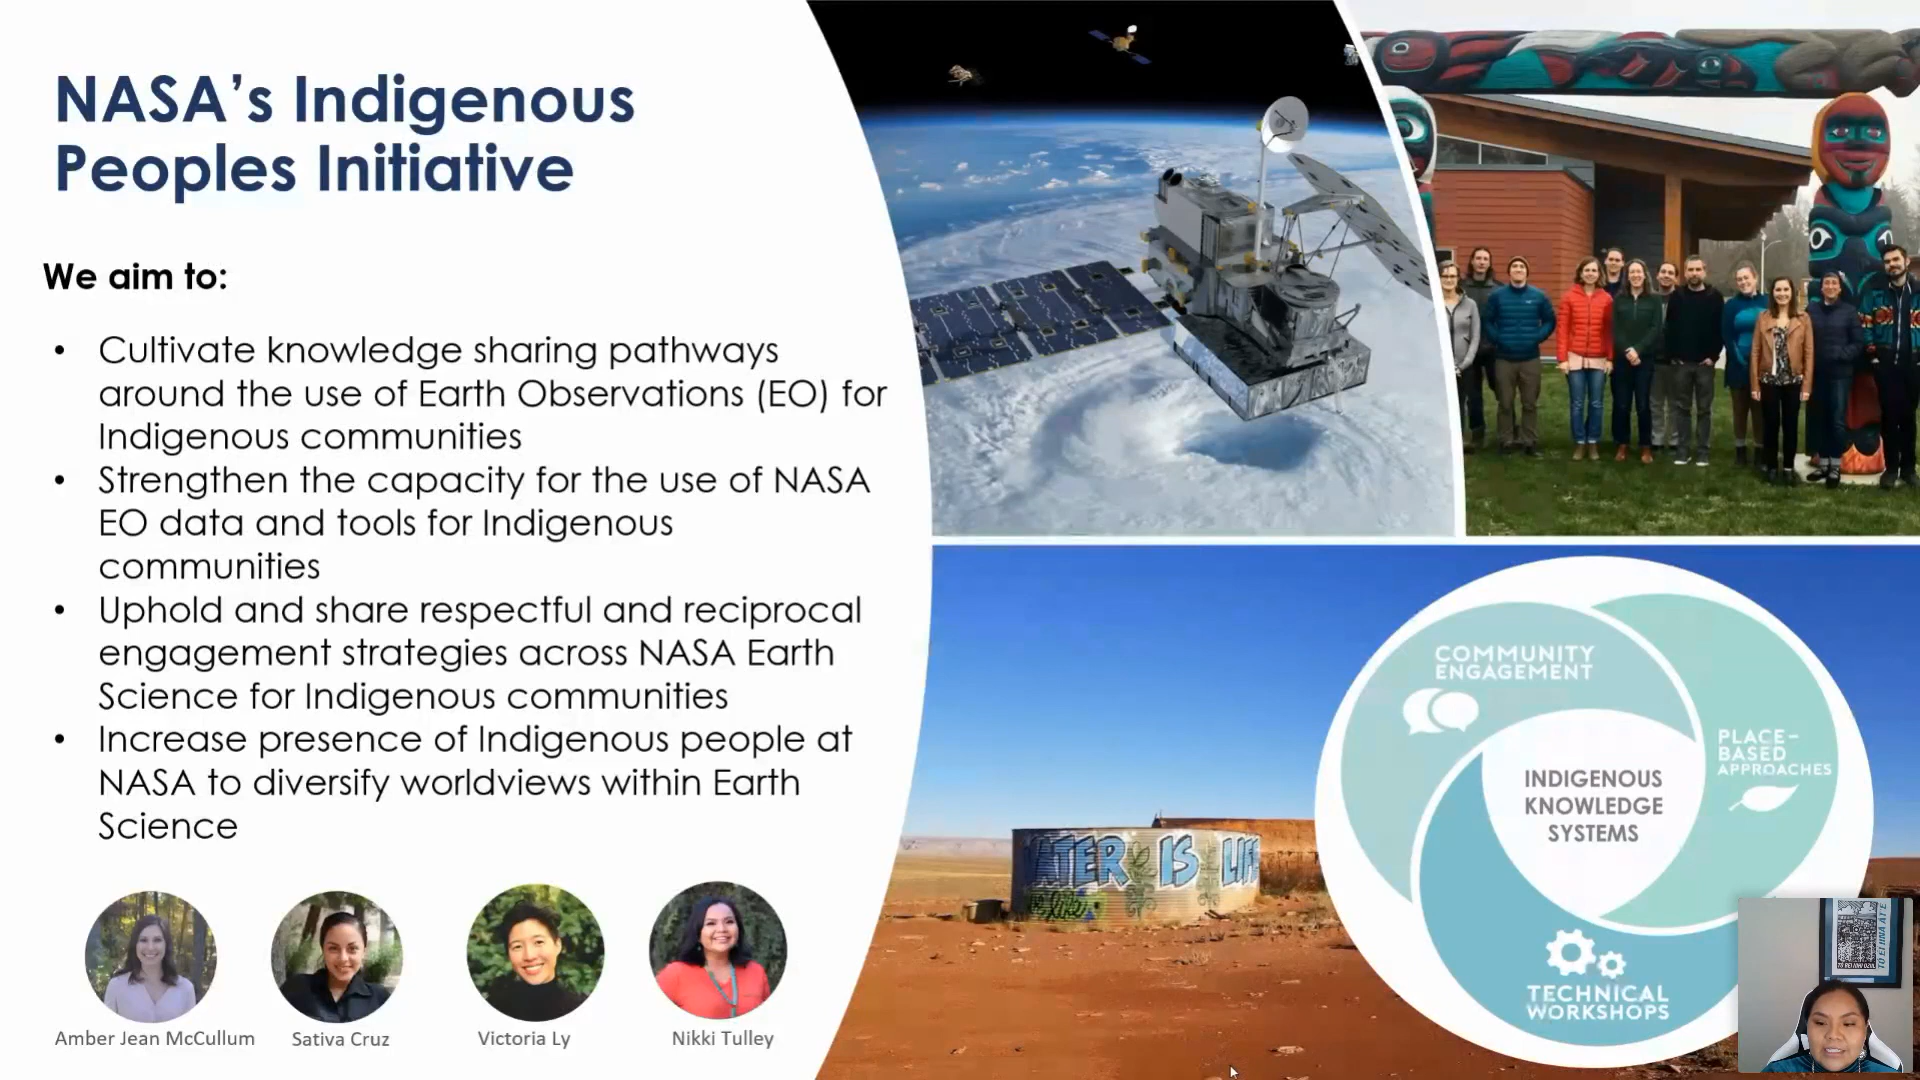 NASA's Indigenous
Peoples Initiative
We aim to:
• Cultivate knowledge sharing pathways
around the use of Earth Observations (EO) for
Indigenous communities
• Strengthen the capacity for the use of NASA
EO data and tools for Indigenous
communities
• Uphold and share respectful and reciprocal
engagement strategies across NASA Earth
Science for Indigenous communities
• Increase presence of Indigenous people at
NASA to diversify worldviews within Earth
Science
Amber Jean McCullum
Sativa Cruz
Victoria Ly
Nikki Tulley
WATER IS LIFE
COMMUNITY
ENGAGEMENT
PLACE-
BASED
APPROACHES
INDIGENOUS
KNOWLEDGE
SYSTEMS
TECHNICAL
WORKSHOPS